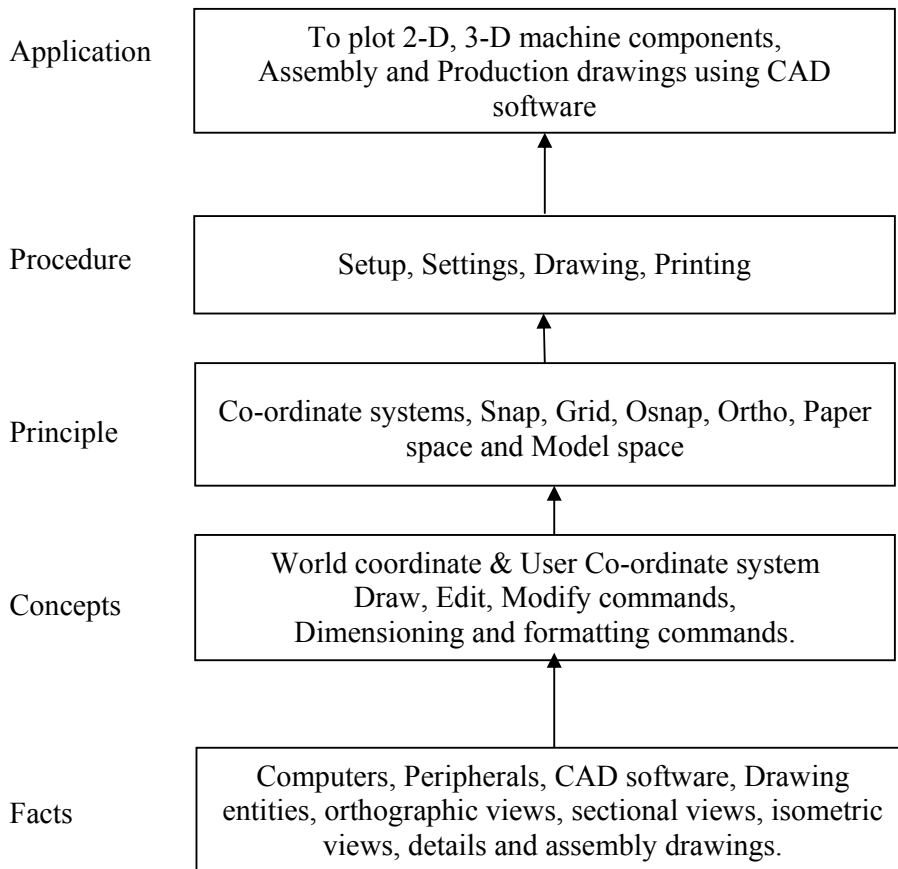 Application
To plot 2-D, 3-D machine components,
Assembly and Production drawings using CAD
software
Procedure
Setup, Settings, Drawing, Printing
Principle
Co-ordinate systems, Snap, Grid, Osnap, Ortho, Paper
space and Model space
Concepts
World coordinate & User Co-ordinate system
Draw, Edit, Modify commands,
Dimensioning and formatting commands.
Facts
Computers, Peripherals, CAD software, Drawing
entities, orthographic views, sectional views, isometric
views, details and assembly drawings.